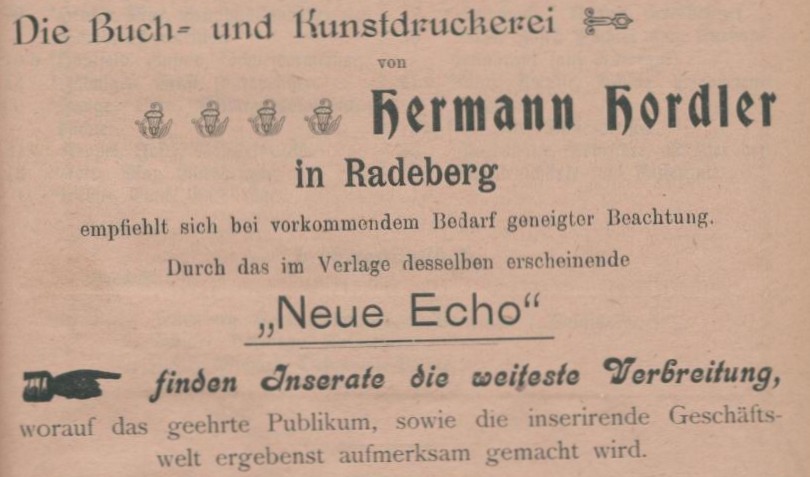 Die Buch- und Kunstdruckerei
von
Hermann Hordler
in Radeberg
empfiehlt sich bei vorkommendem Bedarf geneigter Beachtung.
Durch das im Verlage desselben erscheinende
„Neue Echo“
finden Inserate die weiteste Verbreitung,
worauf das geehrte Publikum, sowie die inserirende Geschäfts-
welt ergebenst aufmerksam gemacht wird.